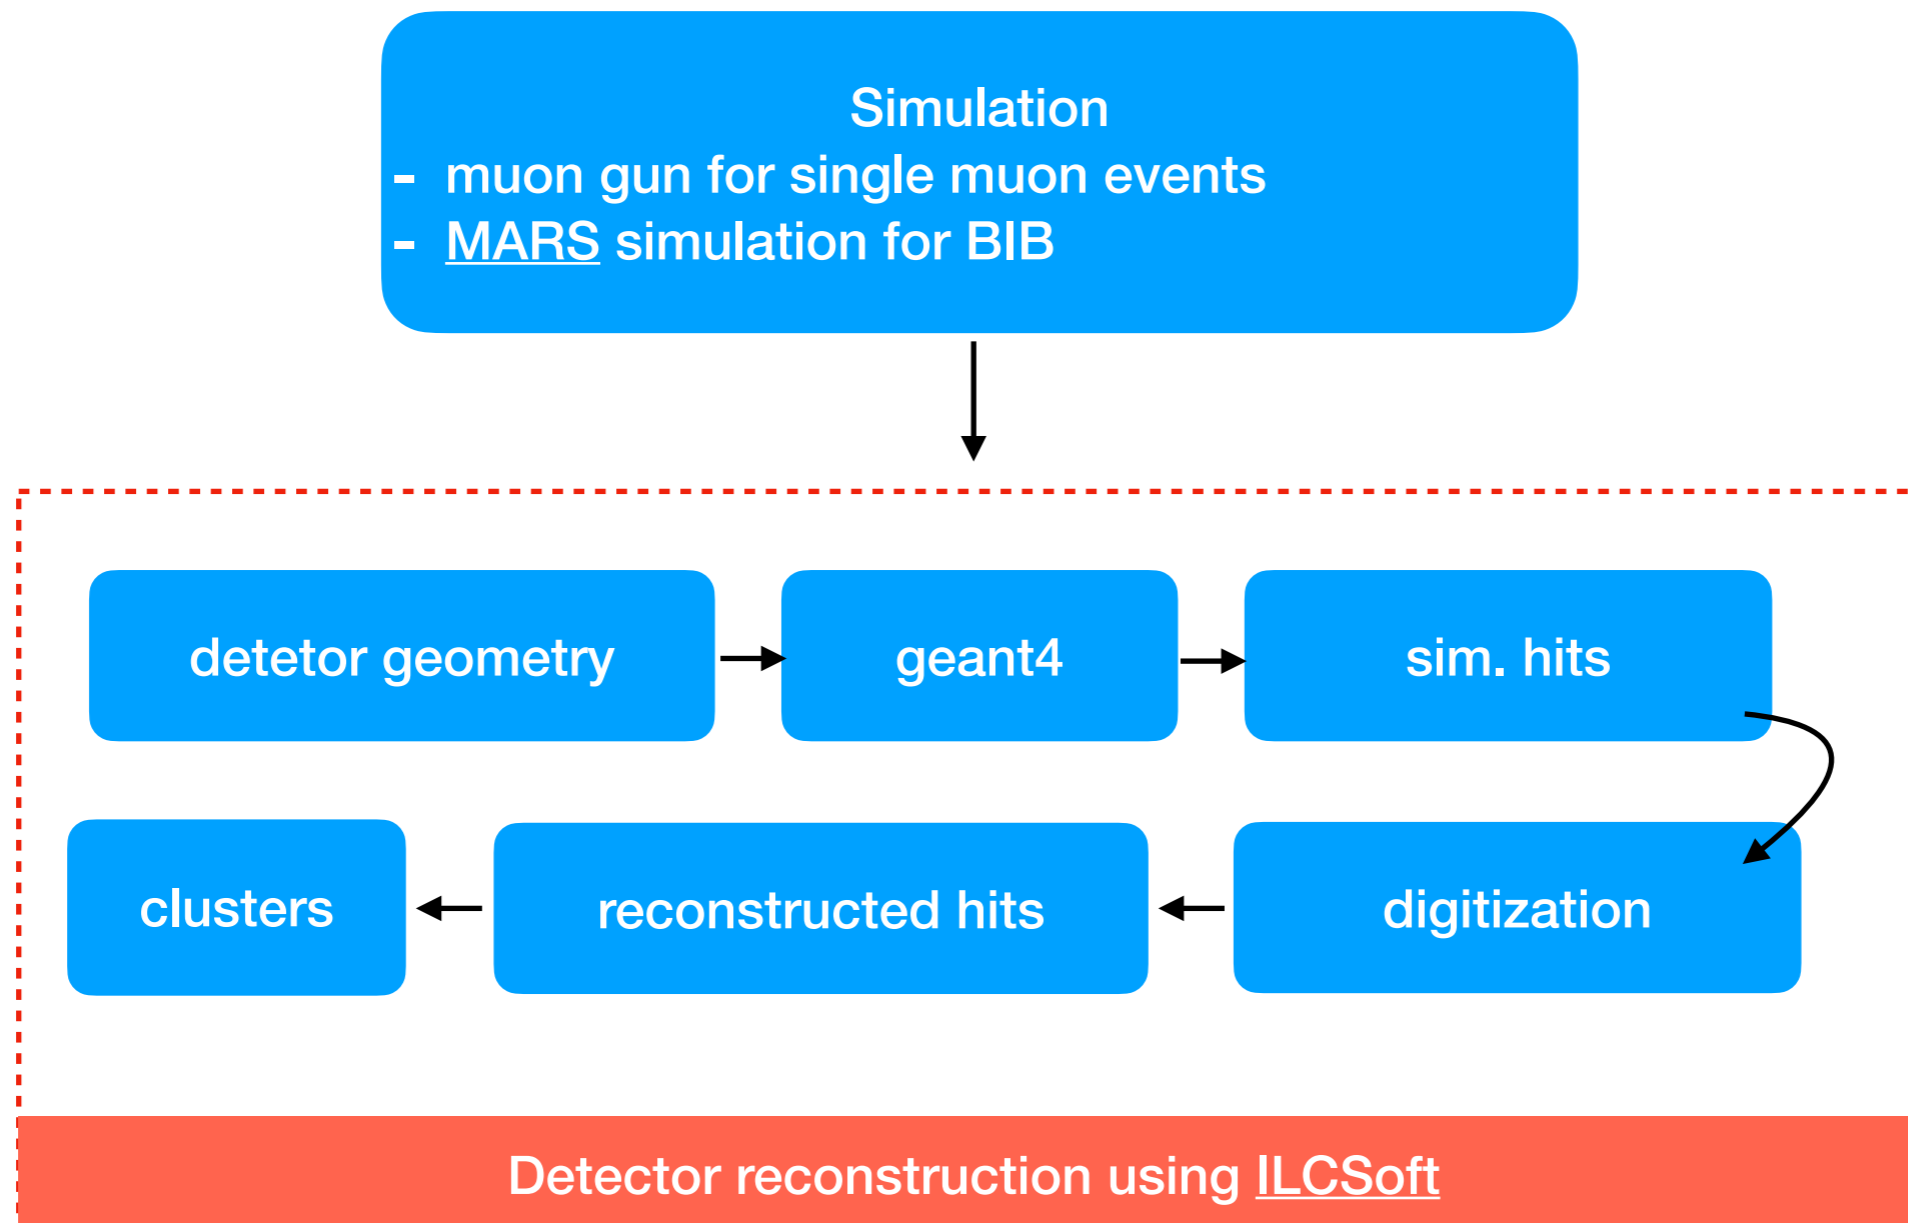 Simulation
- muon gun for single muon events
- MARS simulation for BIB
detetor geometry
geant4
sim. hits
digitization
reconstructed hits
clusters
Detector reconstruction using ILCSoft